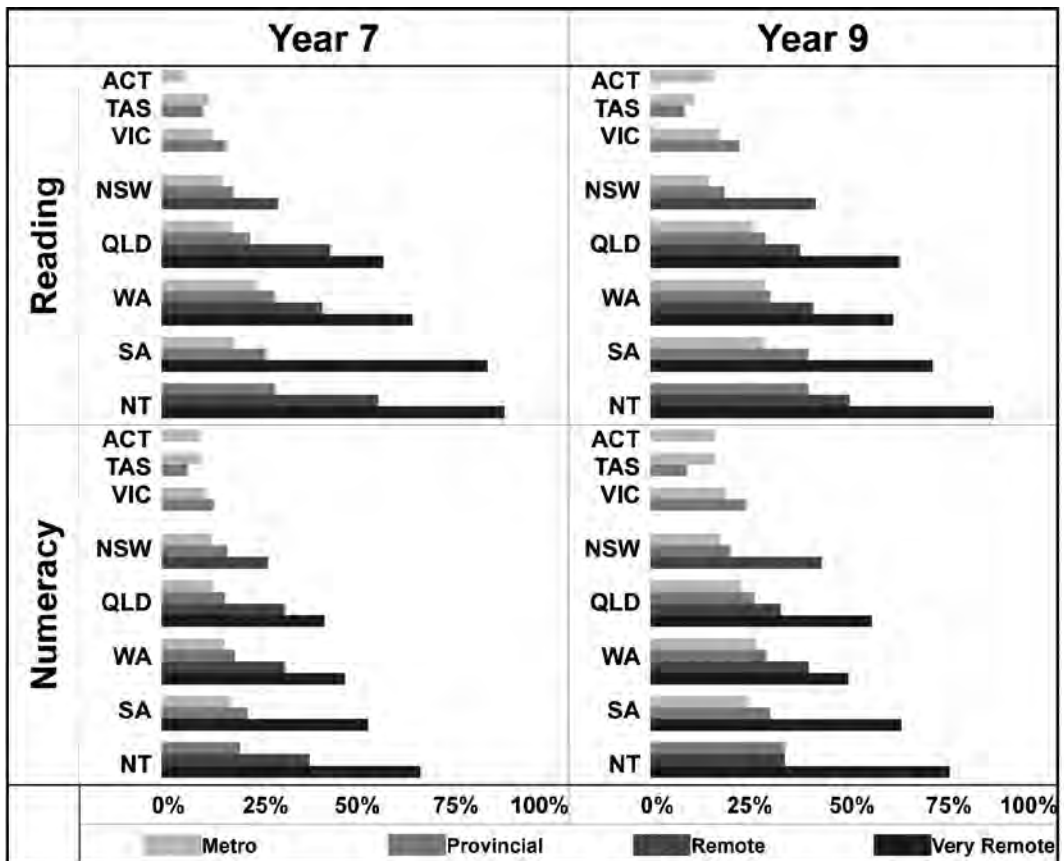 Year 7 Year 9
Reading
ACT ACT
TAS TAS
VIC VIC
NSW NSW
QLD QLD
WA WA
SA SA
NT NT
Numeracy
ACT ACT
TAS TAS
VIC VIC
NSW NSW
QLD QLD
WA WA
SA SA
NT NT
0% 25% 50% 75% 100% 0% 25% 50% 75% 100%
Metro Provincial Remote Very Remote